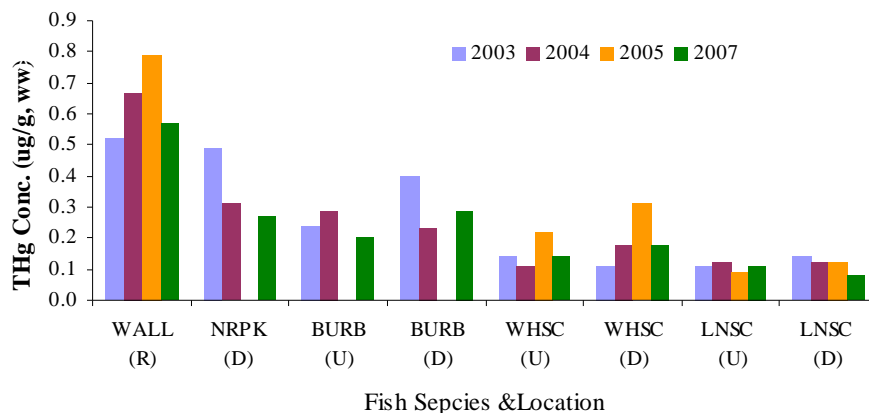 0.9
0.8
0.7
0.6
0.5
0.4
0.3
0.2
0.1
0.0
THg Conc. (ug/g, ww)
2003 2004 2005 2007
WALL NRPK BURB BURB WHSC WHSC LNSC LNSC
(R) (D) (U) (D) (U) (D) (U) (D)
Fish Sepcies &Location